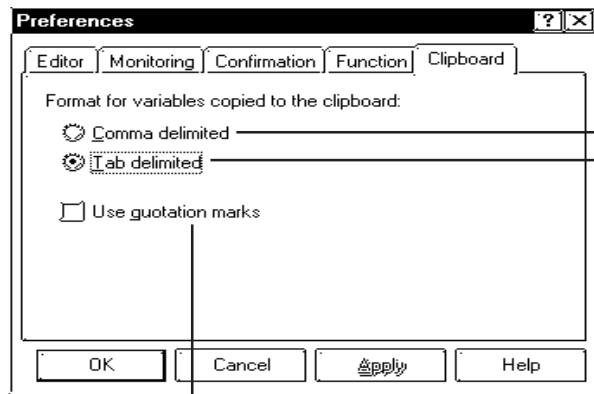 Preferences
Editor Monitoring Confirmation Function Clipboard
Format for variables copied to the clipboard:
Comma delimited
Tab delimited
Use quotation marks
OK Cancel Apply Help